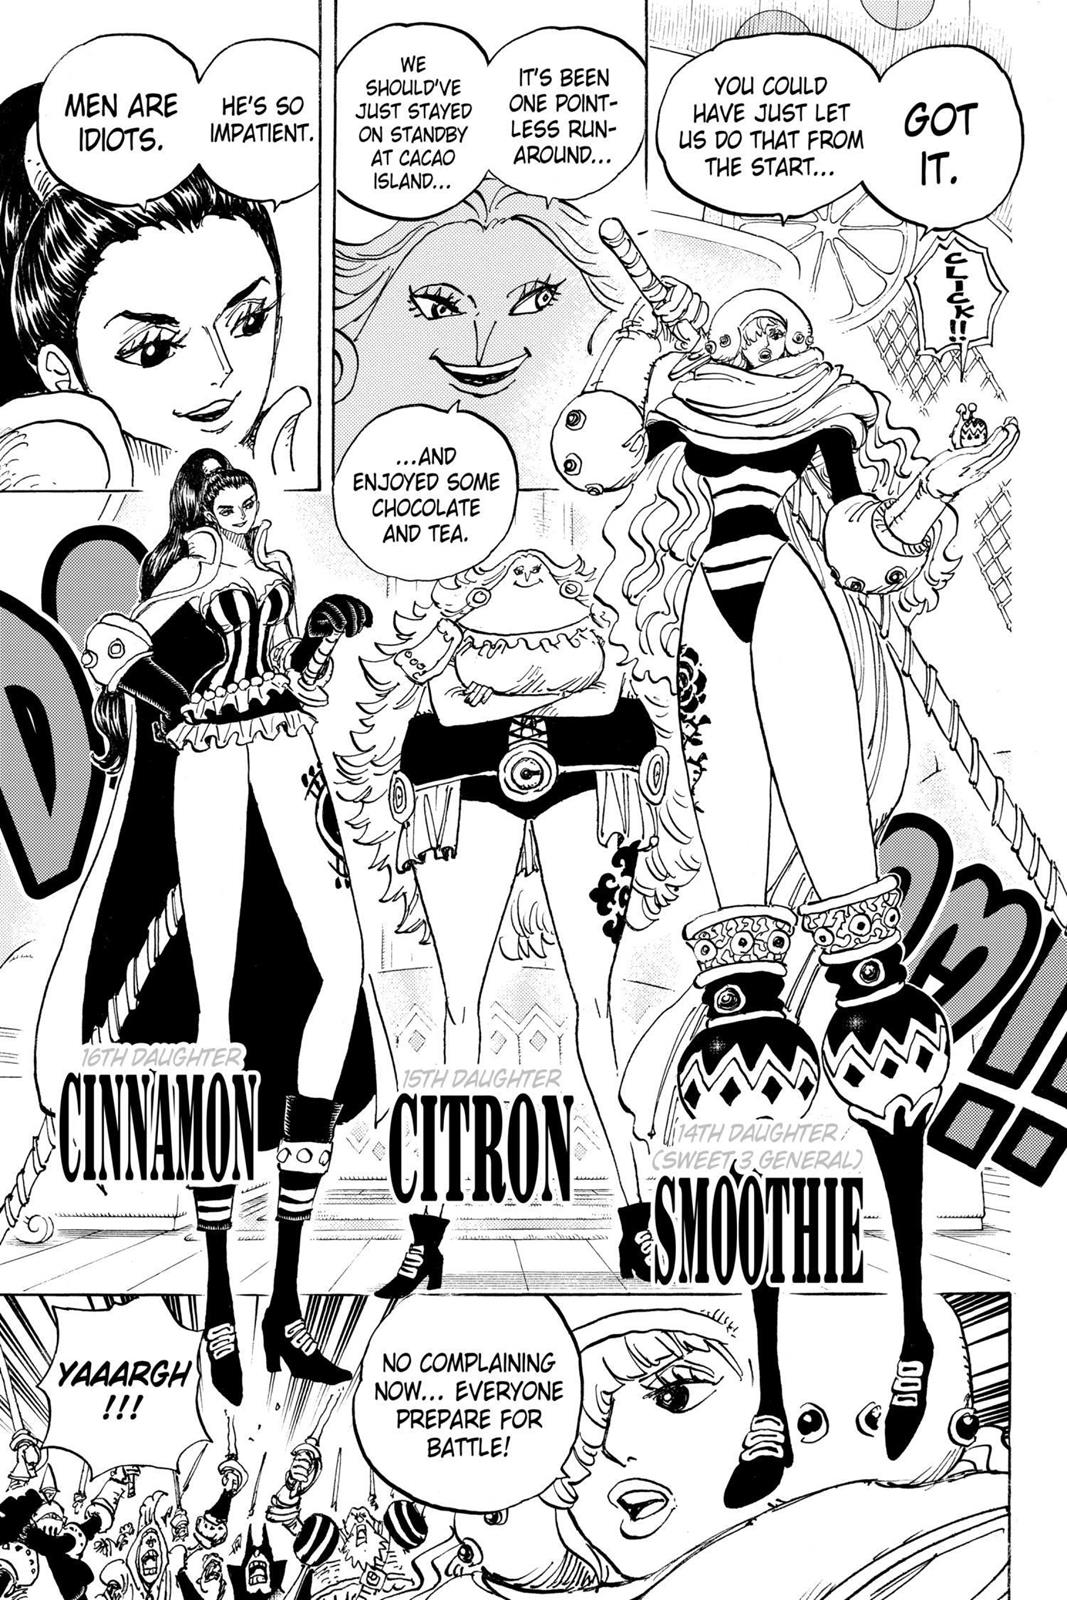 GOT
IT.
YOU COULD
HAVE JUST LET
US DO THAT FROM
THE START...
CLICK!!
IT'S BEEN
ONE POINT-
LESS RUN-
AROUND...
WE
SHOULD'VE
JUST STAYED
ON STANDBY
AT CACAO
ISLAND...
...AND
ENJOYED SOME
CHOCOLATE
AND TEA.
HE'S SO
IMPATIENT.
MEN ARE
IDIOTS.
DOOM!!
14TH DAUGHTER
(SWEET 3 GENERAL)
SMOOTHIE
15TH DAUGHTER
CITRON
16TH DAUGHTER
CINNAMON
NO COMPLAINING
NOW... EVERYONE
PREPARE FOR
BATTLE!
YAAARGH
!!!